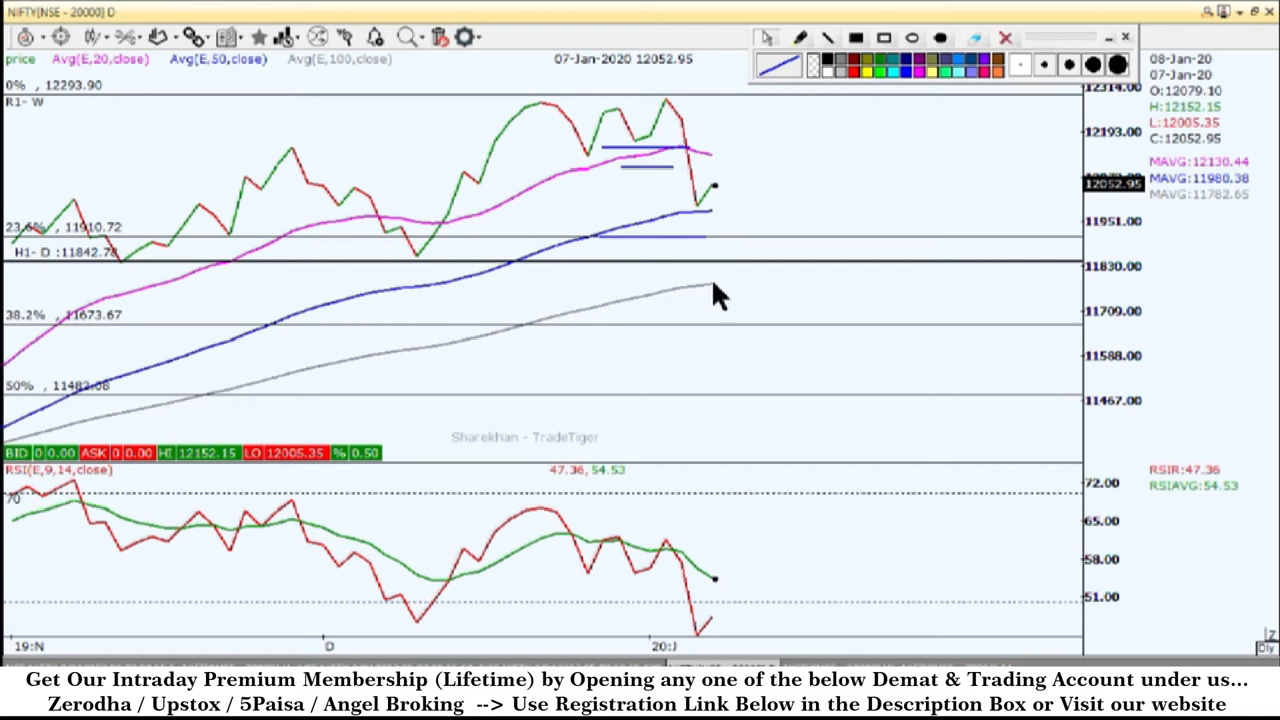 NIFTY[NSE - 20000] D
price Avg(E,20,close) Avg(E,50,close) Avg(E,100,close) 07-Jan-2020 12052.95
08-Jan-20
07-Jan-20
O:12079.10
H:12152.15
L:12005.35
C:12052.95
MAVG:12130.44
MAVG:11980.38
MAVG:11782.65
0% , 12293.90
R1- W
23.6% , 11910.72
H1- D :11842.78
38.2% , 11673.67
50% , 11482.08
12314.00
12193.00
12052.95
11951.00
11830.00
11709.00
11588.00
11467.00
Sharekhan - TradeTiger
BID 0 0.00 ASK 0 0.00 HI 12152.15 LO 12005.35 % 0.50
RSI(E,9,14,close) 47.36, 54.53
RSIR:47.36
RSIAVG:54.53
70
72.00
65.00
58.00
51.00
19:N D 20:J
Z
Dly
Get Our Intraday Premium Membership (Lifetime) by Opening any one of the below Demat & Trading Account under us...
Zerodha / Upstox / 5Paisa / Angel Broking --> Use Registration Link Below in the Description Box or Visit our website